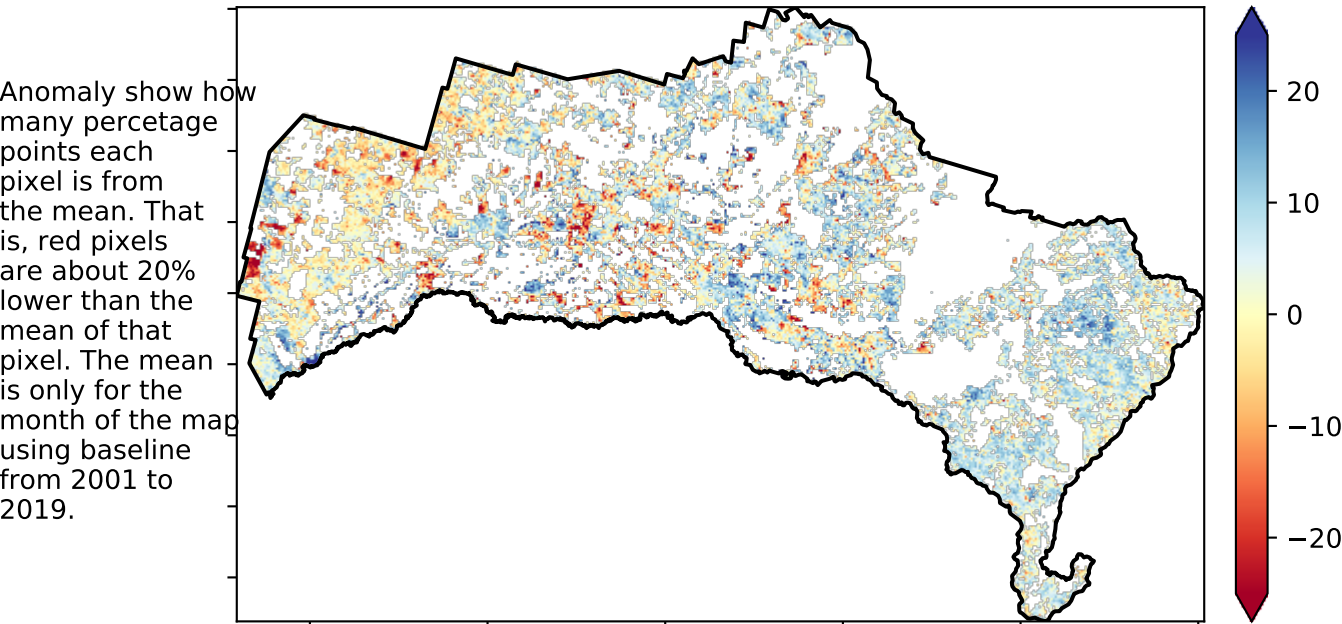 Anomaly show how
many percetage
points each
pixel is from
the mean. That
is, red pixels
are about 20%
lower than the
mean of that
pixel. The mean
is only for the
month of the map
using baseline
from 2001 to
2019.
20
10
0
−10
−20